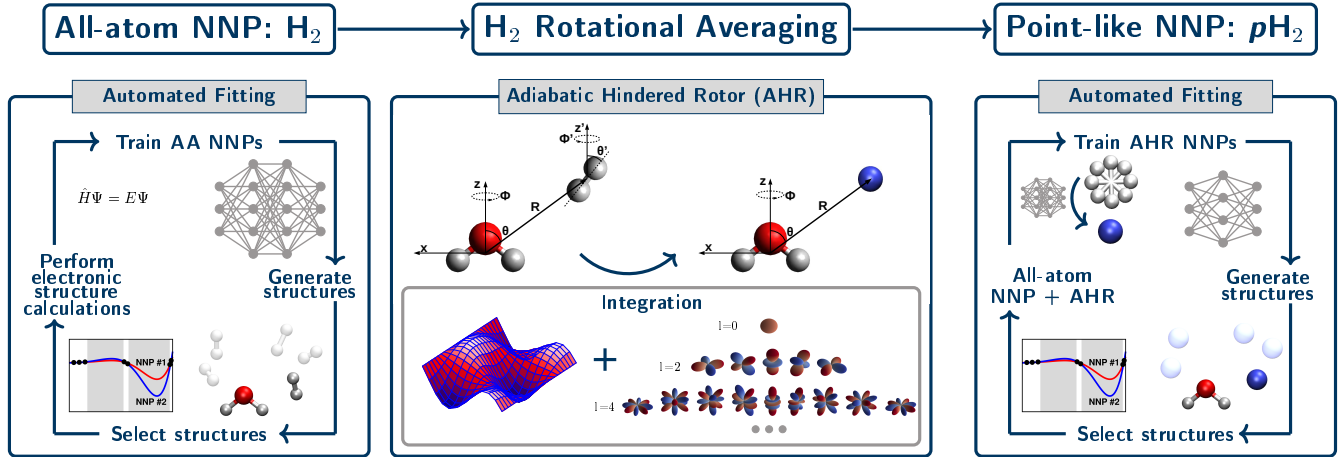 All-atom NNP: H₂
H₂ Rotational Averaging
Point-like NNP: pH₂
Automated Fitting
Train AA NNPs
ĤΨ = EΨ
Perform
electronic
structure
calculations
Generate
structures
NNP #1
NNP #2
Select structures
Adiabatic Hindered Rotor (AHR)
z'
Φ'
θ'
z
Φ
R
θ
x
z
Φ
R
θ
x
Integration
l=0
+
l=2
l=4
Automated Fitting
Train AHR NNPs
All-atom
NNP + AHR
Generate
structures
NNP #1
NNP #2
Select structures